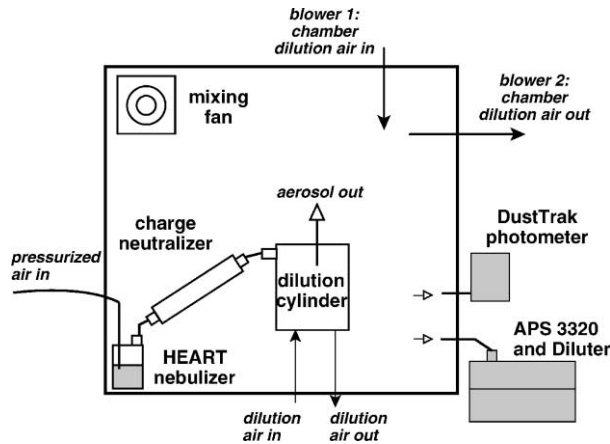 blower 1:
chamber
dilution air in
blower 2:
chamber
dilution air out
mixing
fan
aerosol out
charge
neutralizer
DustTrak
photometer
pressurized
air in
dilution
cylinder
APS 3320
and Diluter
HEART
nebulizer
dilution
air in
dilution
air out